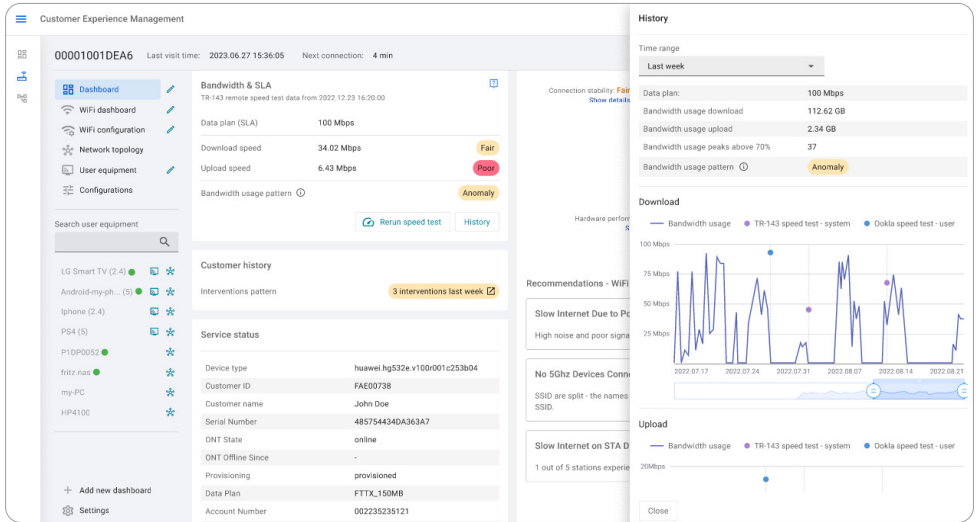 Customer Experience Management
00001001DEA6 Last visit time: 2023.06.27 15:36:05 Next connection: 4 min
Dashboard
WiFi dashboard
WiFi configuration
Network topology
User equipment
Configurations
Search user equipment
LG Smart TV (2.4)
Android-my-ph... (5)
Iphone (2.4)
PS4 (5)
P1DP0052
fritz.nas
my-PC
HP4100
Add new dashboard
Settings
Bandwidth & SLA
TR-143 remote speed test data from 2022.12.23 16:20:00
Data plan (SLA) 100 Mbps
Download speed 34.02 Mbps Fair
Upload speed 6.43 Mbps Poor
Bandwidth usage pattern Anomaly
Rerun speed test History
Customer history
Interventions pattern 3 interventions last week
Service status
Device type huawei.hg532e.v100r001c253b04
Customer ID FAE00738
Customer name John Doe
Serial Number 485754434DA363A7
ONT State online
ONT Offline Since -
Provisioning provisioned
Data Plan FTTX_150MB
Account Number 002235235121
Connection stability: Fair
Show details
Hardware perfor
S
Recommendations - WiFi
Slow Internet Due to Po
High noise and poor signa
No 5Ghz Devices Conn
SSID are split - the names
SSID.
Slow Internet on STA D
1 out of 5 stations experie
History
Time range
Last week
Data plan: 100 Mbps
Bandwidth usage download 112.62 GB
Bandwidth usage upload 2.34 GB
Bandwidth usage peaks above 70% 37
Bandwidth usage pattern Anomaly
Download
Bandwidth usage TR-143 speed test - system Ookla speed test - user
100 Mbps
75 Mbps
50 Mbps
25 Mbps
2022.07.17 2022.07.24 2022.07.31 2022.08.07 2022.08.14 2022.08.21
Upload
Bandwidth usage TR-143 speed test - system Ookla speed test - user
20Mbps
Close